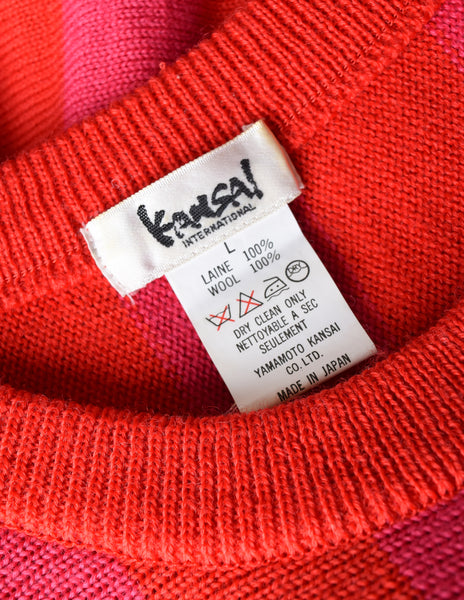 KANSAI
INTERNATIONAL
L
LAINE 100%
WOOL 100%
DRY CLEAN ONLY
NETTOYABLE A SEC
SEULEMENT
YAMAMOTO KANSAI
CO. LTD.
MADE IN JAPAN